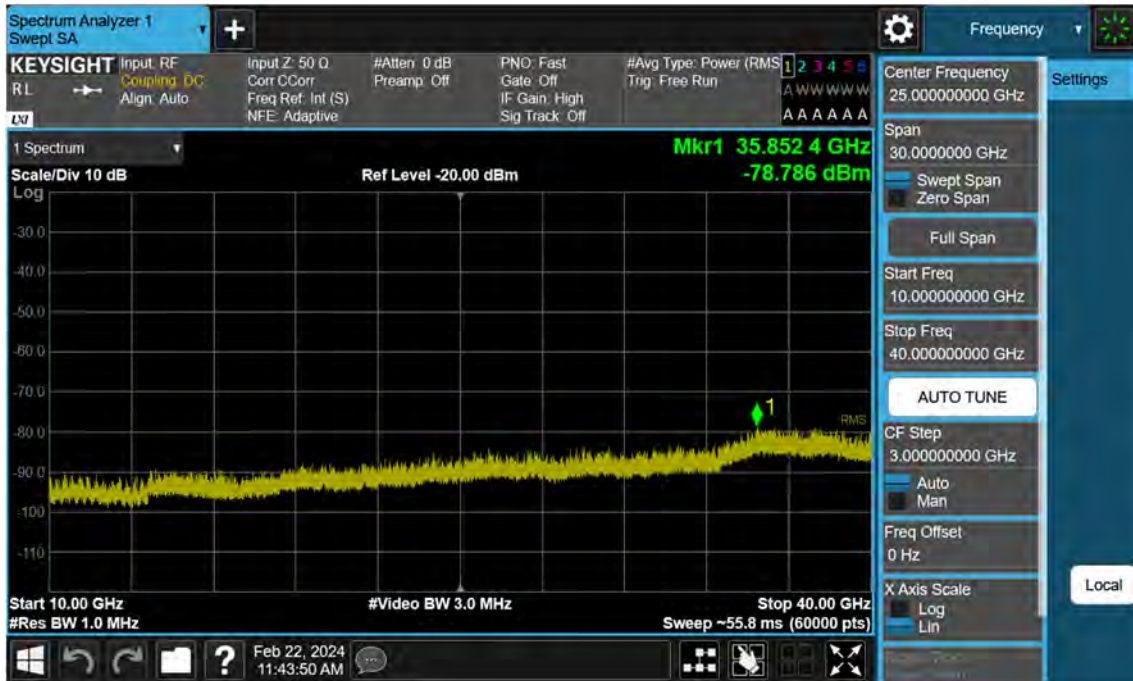 Spectrum Analyzer 1
Swept SA
+
Frequency
KEYSIGHT
RL
LXI
Input: RF
Coupling: DC
Align: Auto
Input Z: 50 Ω
Corr CCorr
Freq Ref: Int (S)
NFE: Adaptive
#Atten: 0 dB
Preamp: Off
PNO: Fast
Gate: Off
IF Gain: High
Sig Track: Off
#Avg Type: Power (RMS
Trig: Free Run
1 2 3 4 5 6
A W W W W W
A A A A A A
1 Spectrum
Scale/Div 10 dB
Ref Level -20.00 dBm
Mkr1 35.852 4 GHz
-78.786 dBm
Log
-30.0
-40.0
-50.0
-60.0
-70.0
-80.0
-90.0
-100
-110
1
RMS
Start 10.00 GHz
#Res BW 1.0 MHz
#Video BW 3.0 MHz
Stop 40.00 GHz
Sweep ~55.8 ms (60000 pts)
Center Frequency
25.000000000 GHz
Settings
Span
30.0000000 GHz
Swept Span
Zero Span
Full Span
Start Freq
10.000000000 GHz
Stop Freq
40.000000000 GHz
AUTO TUNE
CF Step
3.000000000 GHz
Auto
Man
Freq Offset
0 Hz
X Axis Scale
Log
Lin
Local
?
Feb 22, 2024
11:43:50 AM